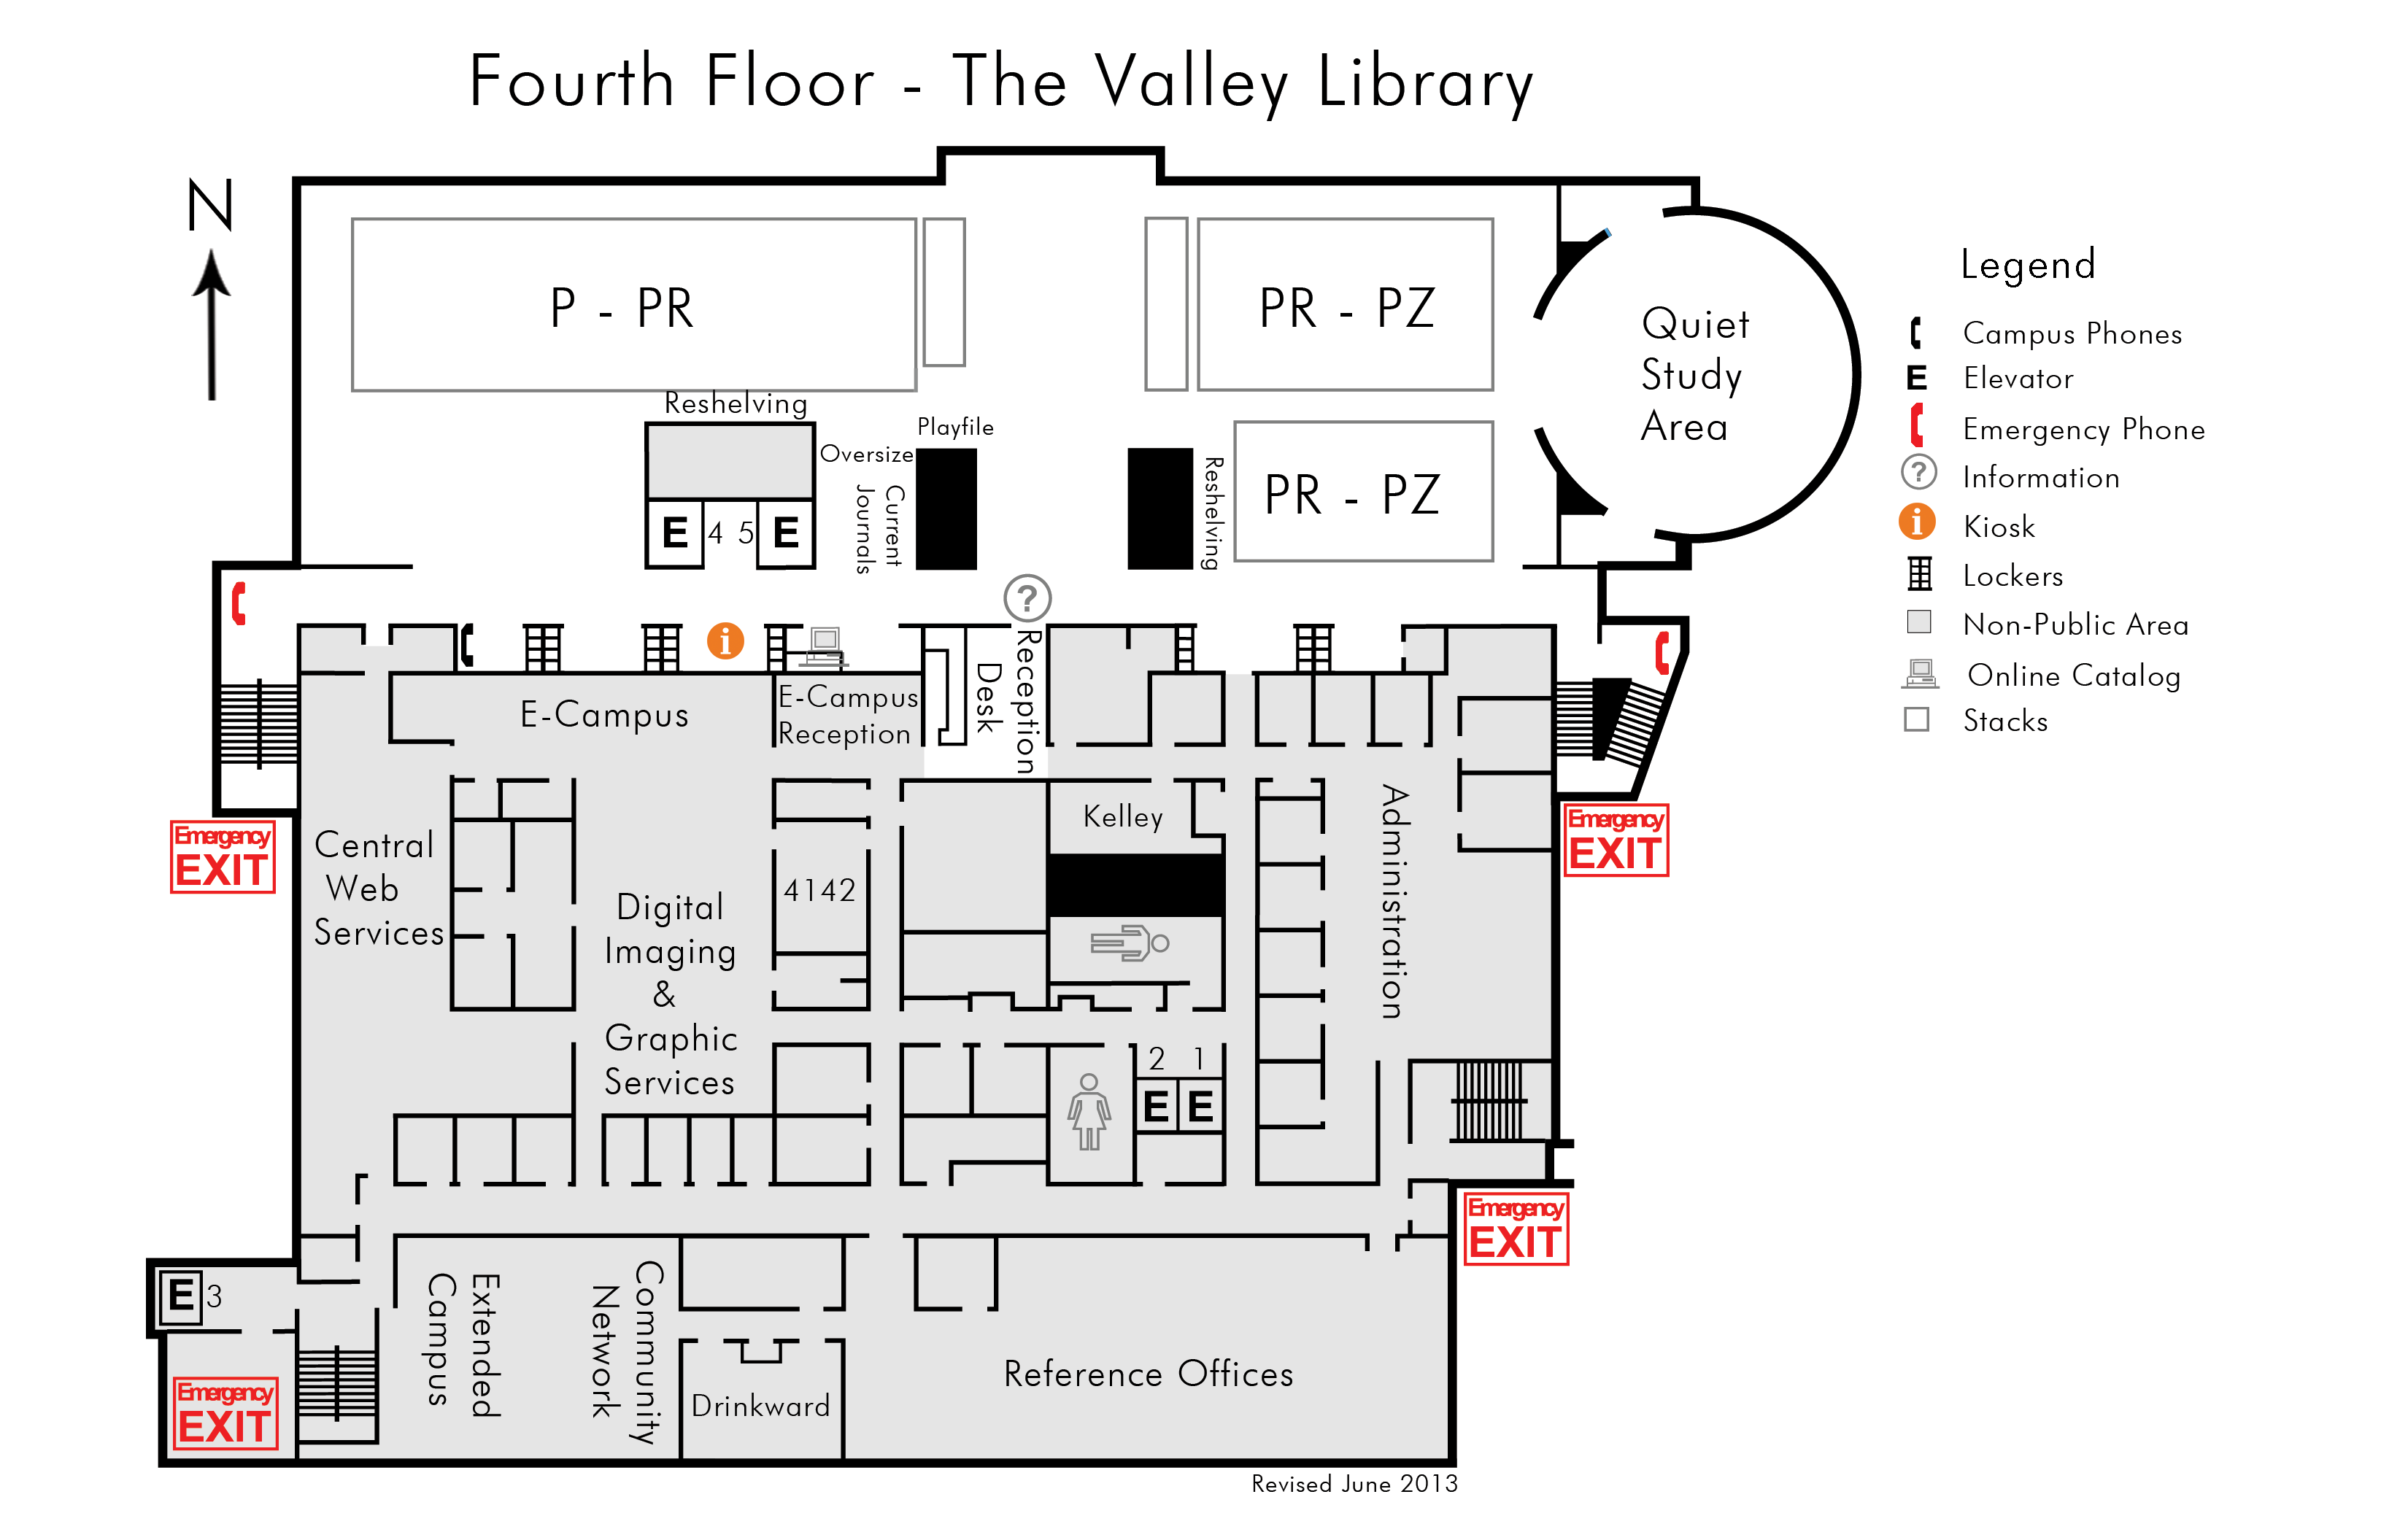 Fourth Floor - The Valley Library
N
P - PR
PR - PZ
Quiet
Study
Area
Reshelving
Playfile
Oversize
Current
Journals
Reshelving
PR - PZ
E 4 5 E
?
i
Reception
Desk
E-Campus
E-Campus
Reception
Kelley
Administration
Central
Web
Services
4142
Digital
Imaging
&
Graphic
Services
2 1
E E
Emergency
EXIT
Emergency
EXIT
Emergency
EXIT
E 3
Emergency
EXIT
Extended
Campus
Community
Network
Drinkward
Reference Offices
Revised June 2013
Legend
Campus Phones
E Elevator
Emergency Phone
? Information
i Kiosk
Lockers
Non-Public Area
Online Catalog
Stacks